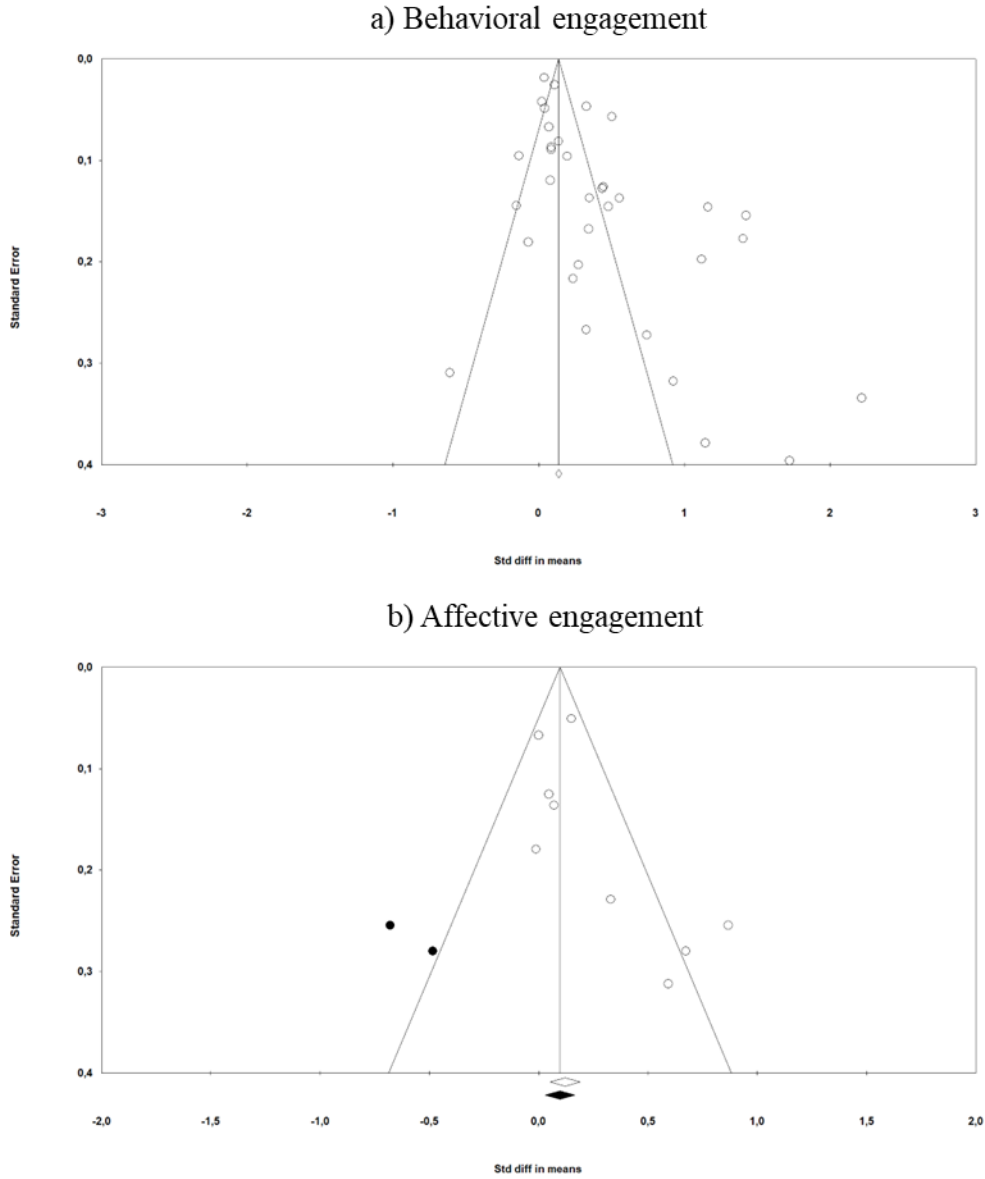 a) Behavioral engagement
0,0
0,1
0,2
0,3
0,4
Standard Error
-3 -2 -1 0 1 2 3
Std diff in means
b) Affective engagement
0,0
0,1
0,2
0,3
0,4
Standard Error
-2,0 -1,5 -1,0 -0,5 0,0 0,5 1,0 1,5 2,0
Std diff in means